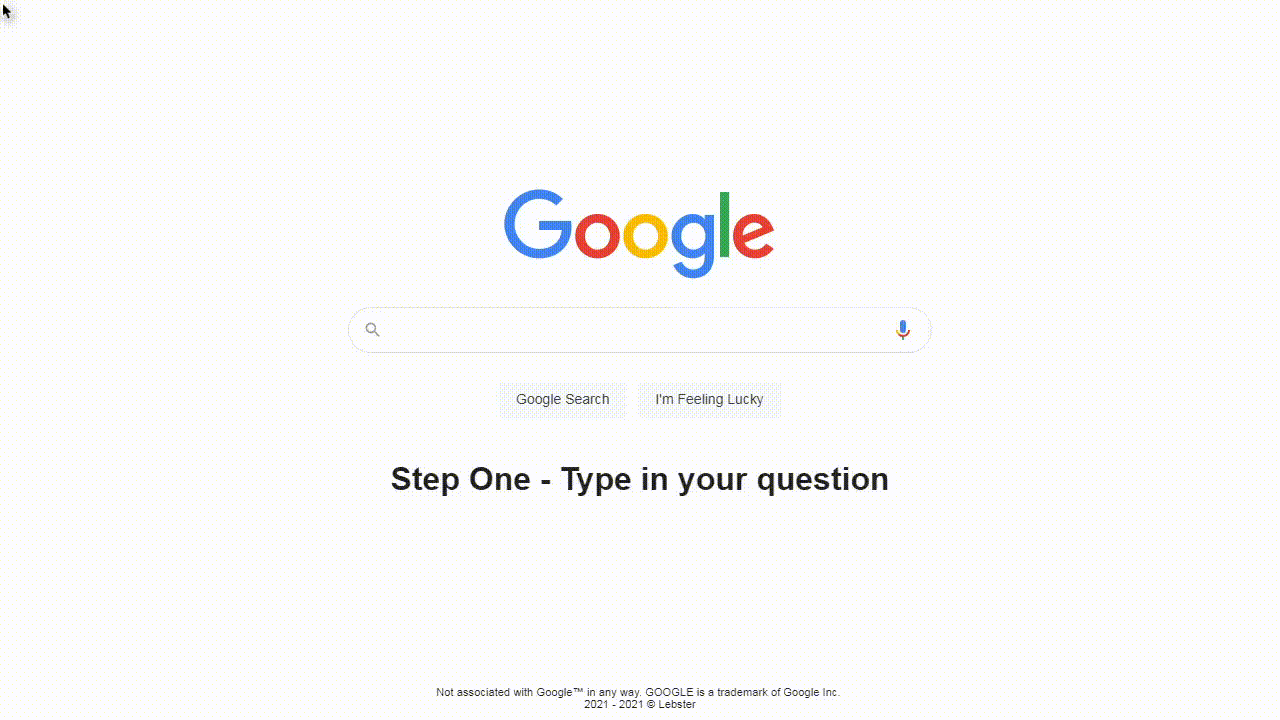 Google
Google Search I'm Feeling Lucky
Step One - Type in your question
Not associated with Google™ in any way. GOOGLE is a trademark of Google Inc.
2021 - 2021 © Lebster